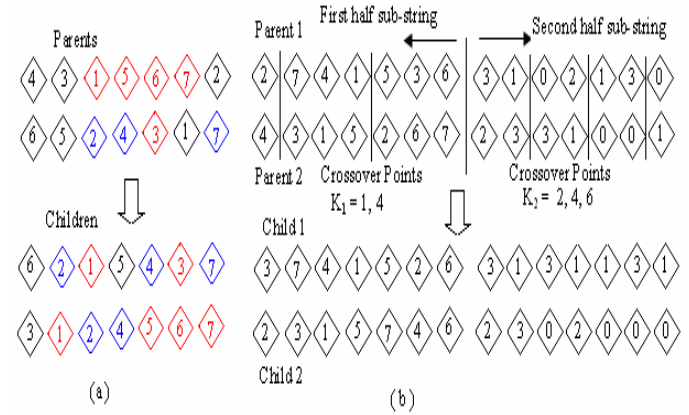 Parents
4 3 1 5 6 7 2
6 5 2 4 3 1 7
Children
6 2 1 5 4 3 7
3 1 2 4 5 6 7
(a)
First half sub-string
Second half sub-string
Parent 1
2 7 4 1 5 3 6 3 1 0 2 1 3 0
4 3 1 5 2 6 7 2 3 3 1 0 0 1
Parent 2
Crossover Points
K1 = 1, 4
Crossover Points
K2 = 2, 4, 6
Child 1
3 7 4 1 5 2 6 3 1 3 1 1 3 1
2 3 1 5 7 4 6 2 3 0 2 0 0 0
Child 2
(b)